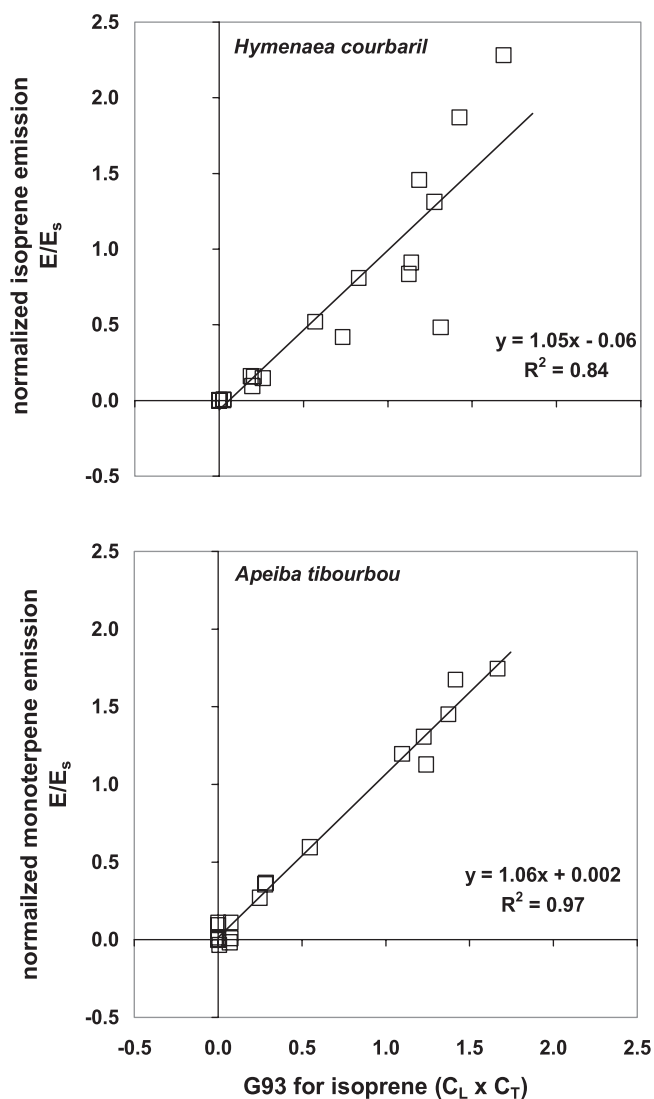 2.5
Hymenaea courbaril
2.0
1.5
1.0
0.5
0.0
-0.5
normalized isoprene emission
E/Es
y = 1.05x - 0.06
R2 = 0.84
2.5
Apeiba tibourbou
2.0
1.5
1.0
0.5
0.0
-0.5
normailzed monoterpene emission
E/Es
y = 1.06x + 0.002
R2 = 0.97
-0.5 0.0 0.5 1.0 1.5 2.0 2.5
G93 for isoprene (CL x CT)